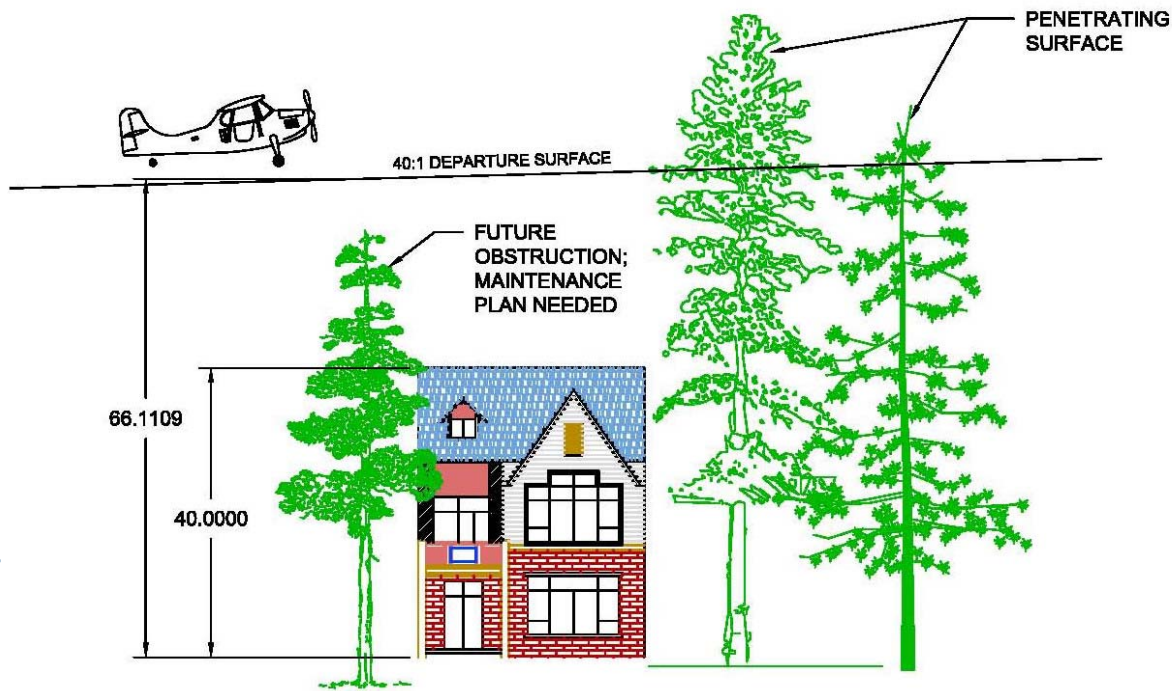 PENETRATING
SURFACE
40:1 DEPARTURE SURFACE
FUTURE
OBSTRUCTION;
MAINTENANCE
PLAN NEEDED
66.1109
40.0000